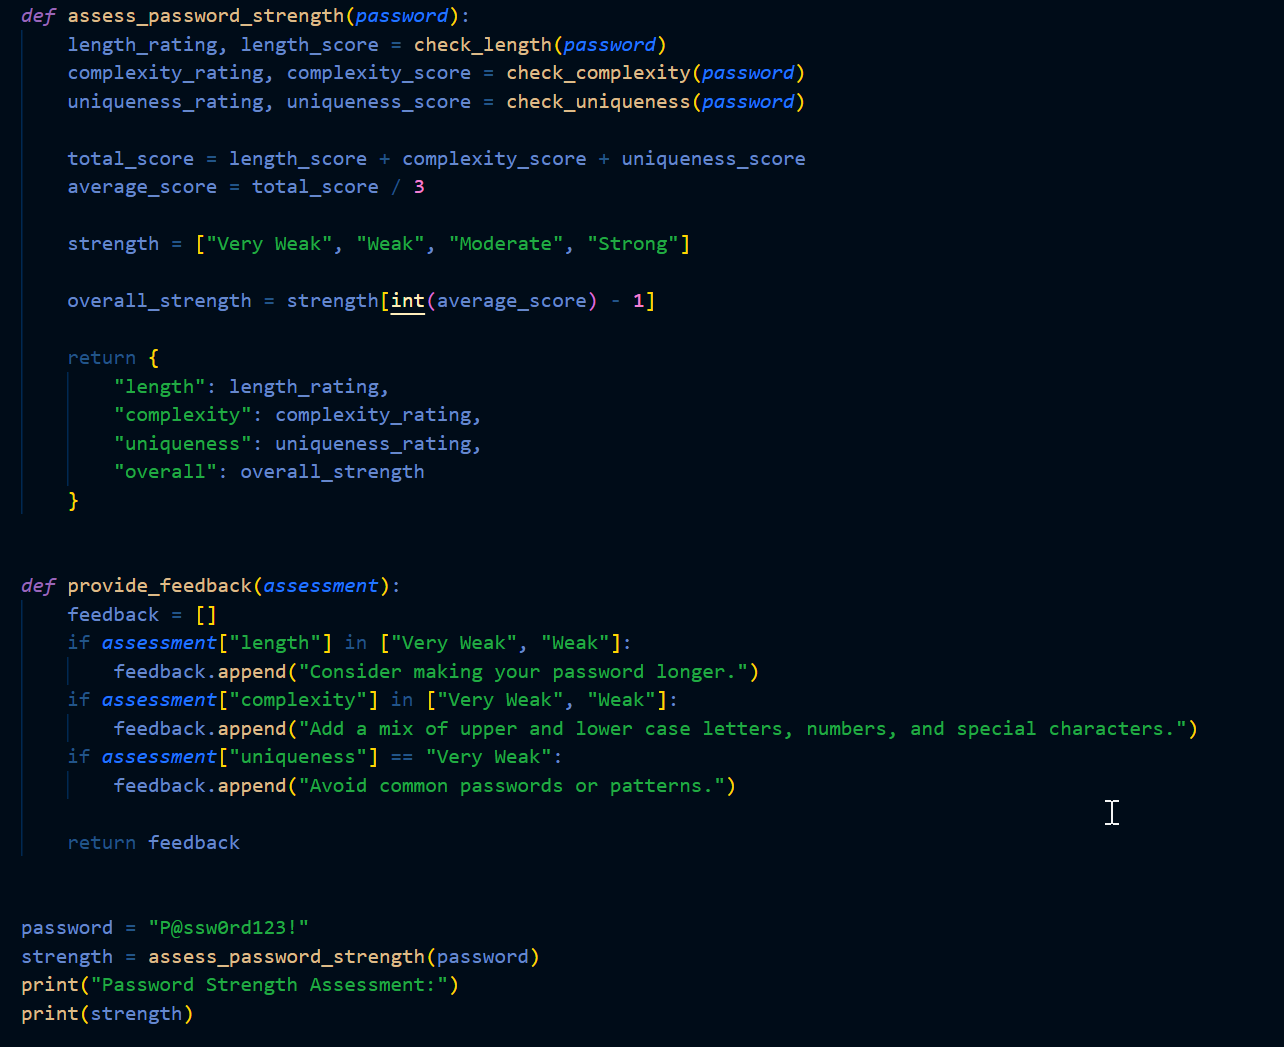 def assess_password_strength(password):
    length_rating, length_score = check_length(password)
    complexity_rating, complexity_score = check_complexity(password)
    uniqueness_rating, uniqueness_score = check_uniqueness(password)

    total_score = length_score + complexity_score + uniqueness_score
    average_score = total_score / 3

    strength = ["Very Weak", "Weak", "Moderate", "Strong"]

    overall_strength = strength[int(average_score) - 1]

    return {
        "length": length_rating,
        "complexity": complexity_rating,
        "uniqueness": uniqueness_rating,
        "overall": overall_strength
    }


def provide_feedback(assessment):
    feedback = []
    if assessment["length"] in ["Very Weak", "Weak"]:
        feedback.append("Consider making your password longer.")
    if assessment["complexity"] in ["Very Weak", "Weak"]:
        feedback.append("Add a mix of upper and lower case letters, numbers, and special characters.")
    if assessment["uniqueness"] == "Very Weak":
        feedback.append("Avoid common passwords or patterns.")

    return feedback


password = "P@ssw0rd123!"
strength = assess_password_strength(password)
print("Password Strength Assessment:")
print(strength)